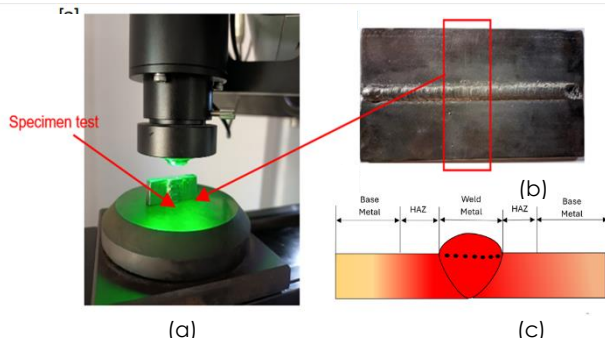 Specimen test
(b)
Base
Metal
HAZ
Weld
Metal
HAZ
Base
Metal
(a)
(c)